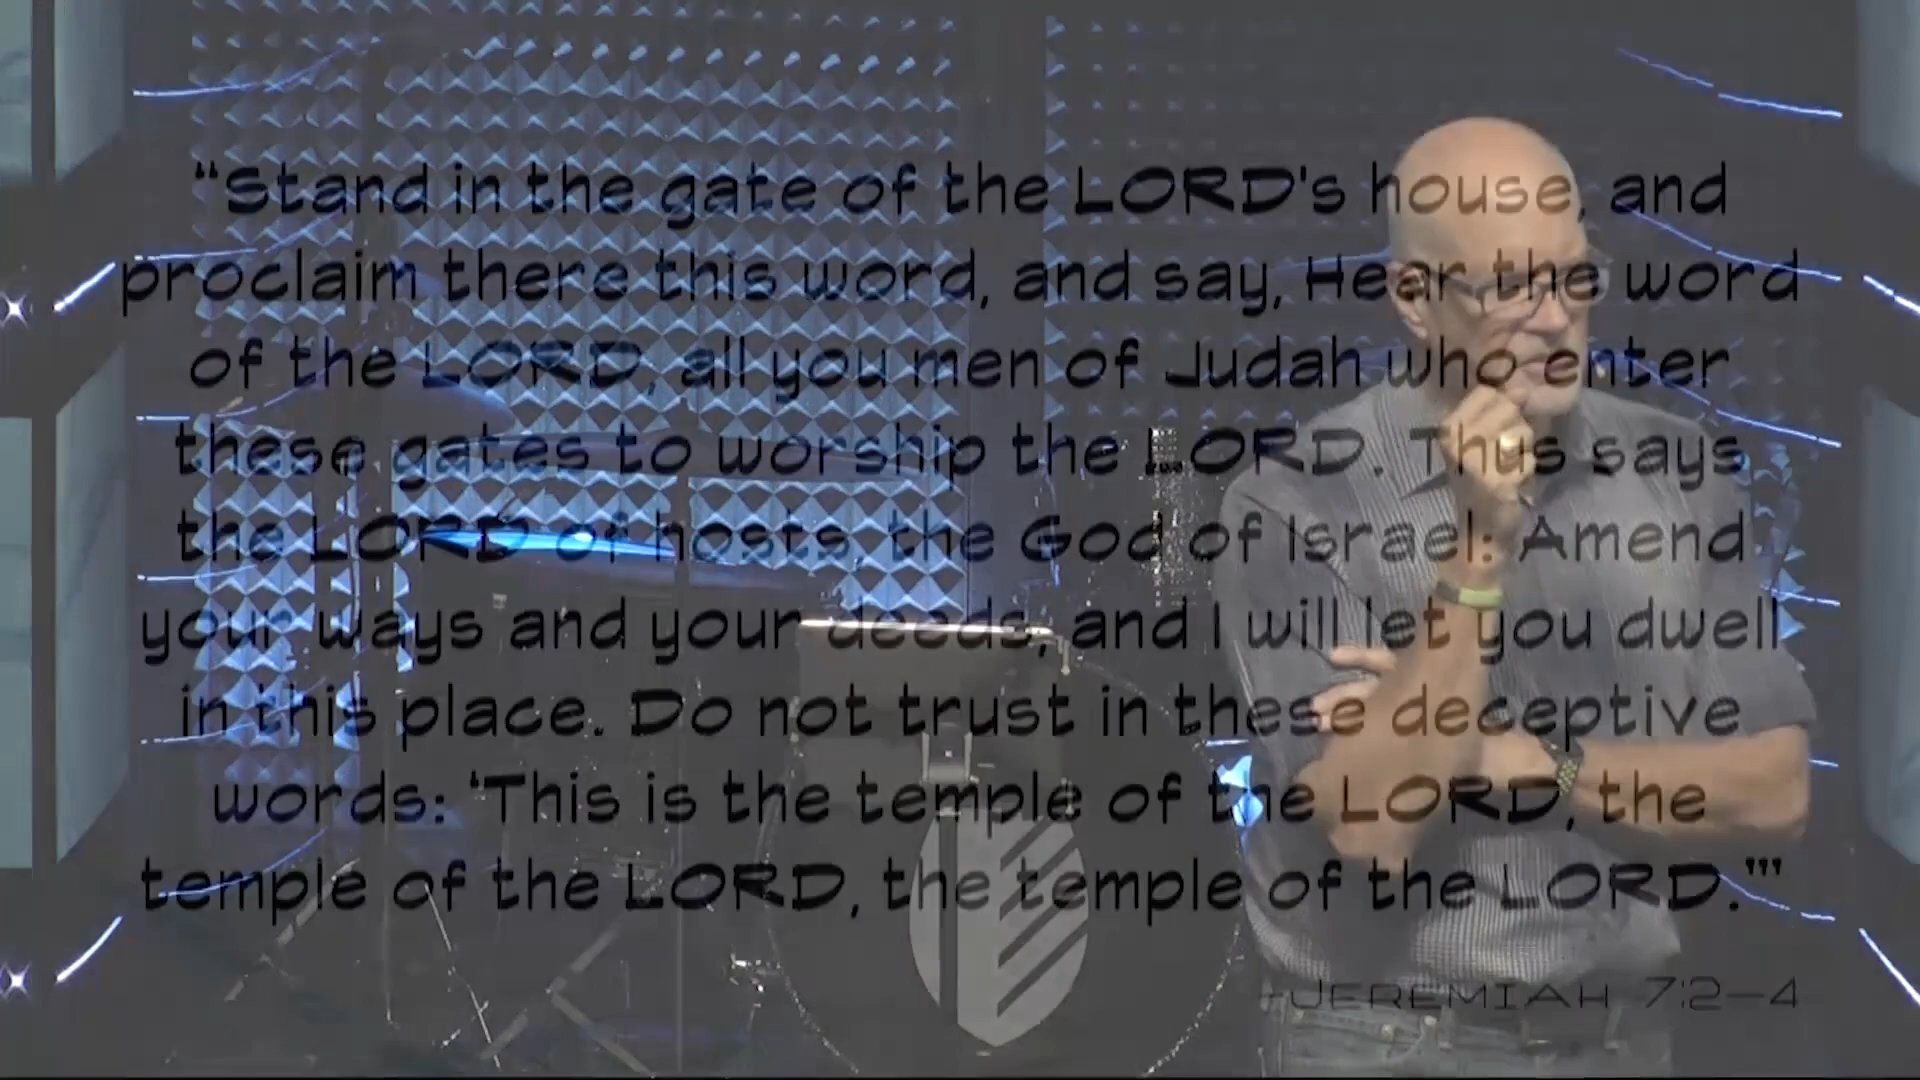 “Stand in the gate of the LORD's house, and
proclaim there this word, and say, Hear the word
of the LORD, all you men of Judah who enter
these gates to worship the LORD. Thus says
the LORD of hosts, the God of Israel: Amend
your ways and your deeds, and I will let you dwell
in this place. Do not trust in these deceptive
words: ‘This is the temple of the LORD, the
temple of the LORD, the temple of the LORD.’”
-JEREMIAH 7:2-4